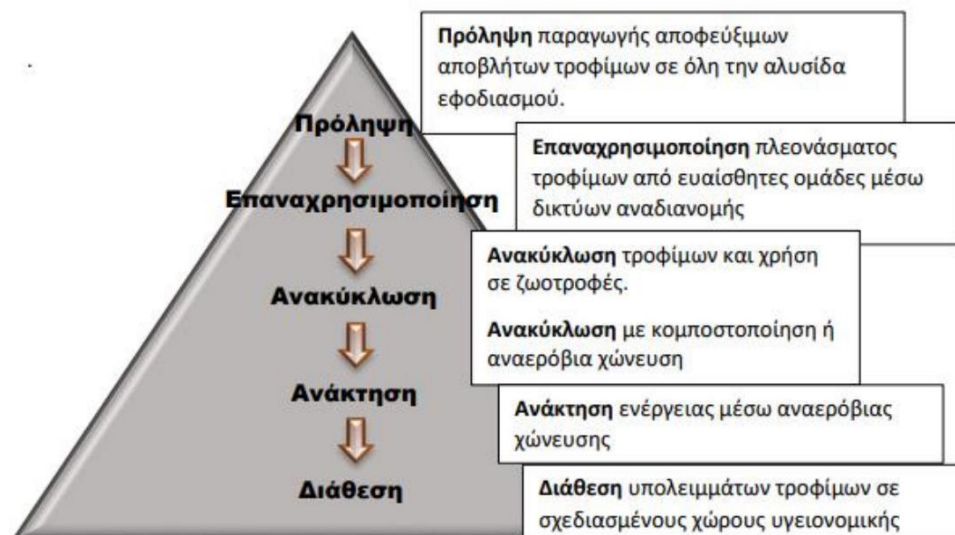 Πρόληψη παραγωγής αποφεύξιμων
αποβλήτων τροφίμων σε όλη την αλυσίδα
εφοδιασμού.
Πρόληψη
Επαναχρησιμοποίηση πλεονάσματος
τροφίμων από ευαίσθητες ομάδες μέσω
δικτύων αναδιανομής
Επαναχρησιμοποίηση
Ανακύκλωση τροφίμων και χρήση
σε ζωοτροφές.
Ανακύκλωση
Ανακύκλωση με κομποστοποίηση ή
αναερόβια χώνευση
Ανάκτηση
Ανάκτηση ενέργειας μέσω αναερόβιας
χώνευσης
Διάθεση
Διάθεση υπολειμμάτων τροφίμων σε
σχεδιασμένους χώρους υγειονομικής